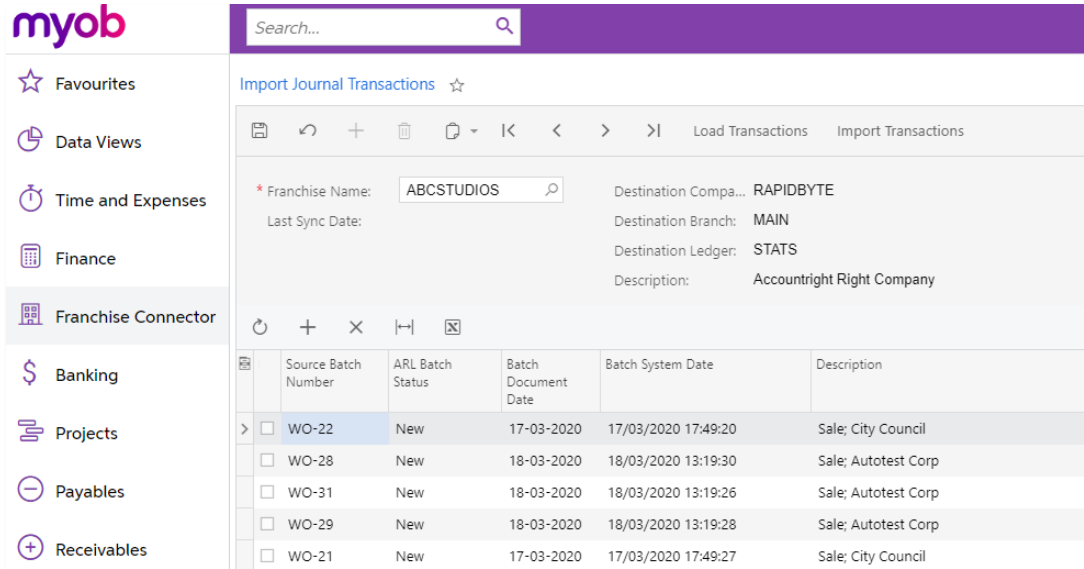 myob
Search...
Favourites
Data Views
Time and Expenses
Finance
Franchise Connector
Banking
Projects
Payables
Receivables
Import Journal Transactions
Load Transactions Import Transactions
* Franchise Name: ABCSTUDIOS Destination Compa... RAPIDBYTE
Last Sync Date: Destination Branch: MAIN
Destination Ledger: STATS
Description: Accountright Right Company
Source Batch Number ARL Batch Status Batch Document Date Batch System Date Description
WO-22 New 17-03-2020 17/03/2020 17:49:20 Sale; City Council
WO-28 New 18-03-2020 18/03/2020 13:19:30 Sale; Autotest Corp
WO-31 New 18-03-2020 18/03/2020 13:19:26 Sale; Autotest Corp
WO-29 New 18-03-2020 18/03/2020 13:19:28 Sale; Autotest Corp
WO-21 New 17-03-2020 17/03/2020 17:49:27 Sale; City Council